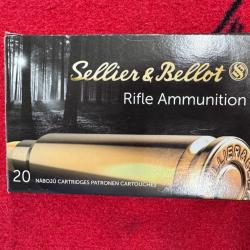 Sellier & Bellot S
Rifle Ammunition
20 NÁBOJŮ CARTRIDGES PATRONEN CARTOUCHES